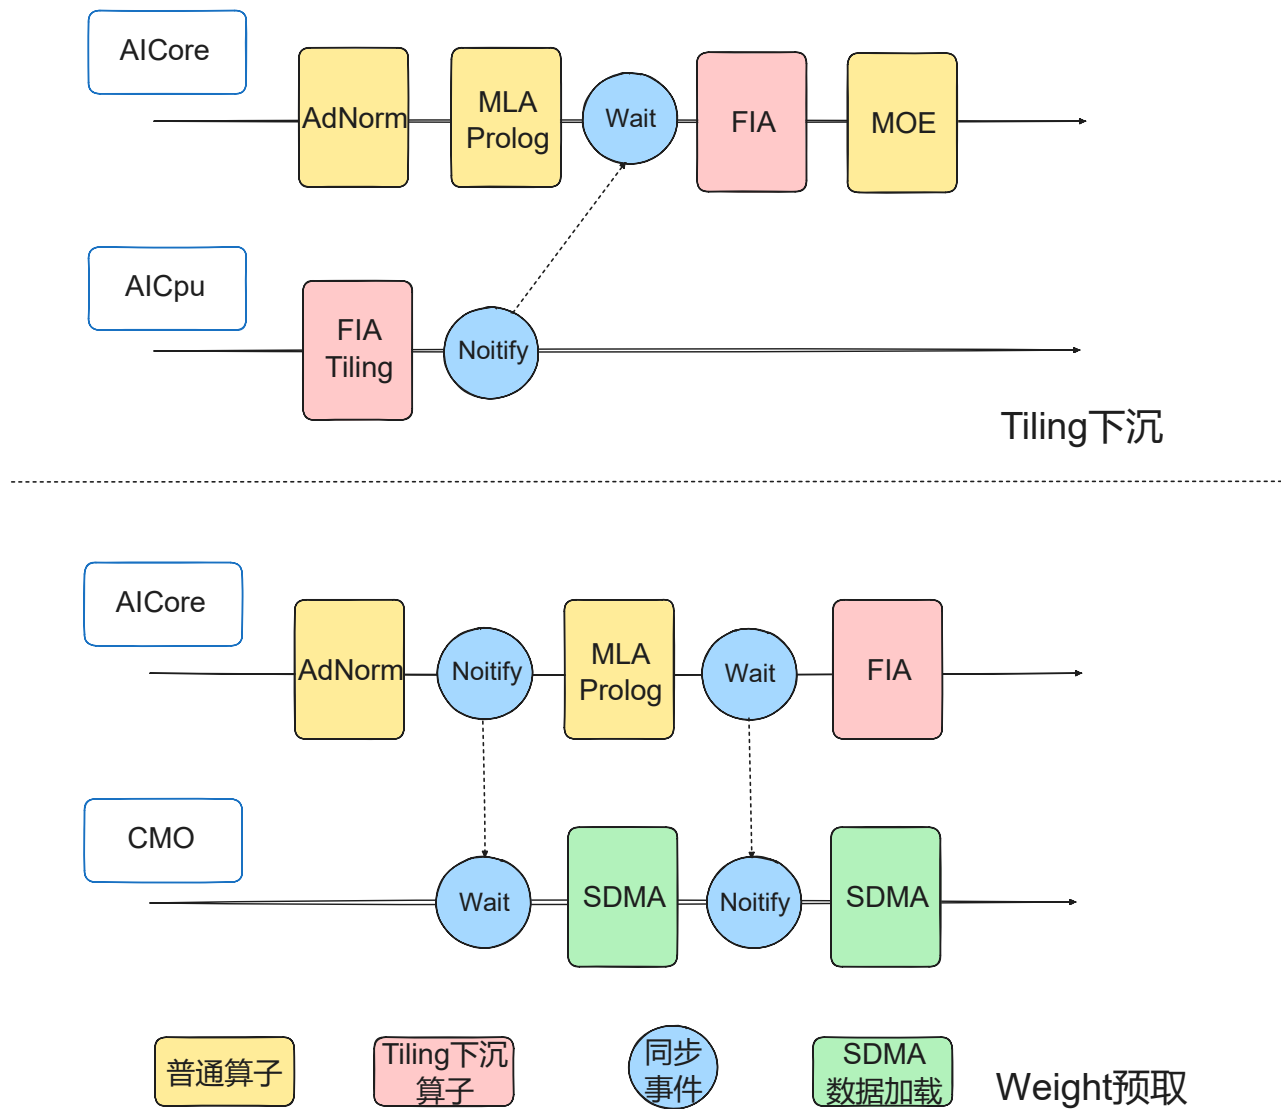 AICore
AdNorm
MLA
Prolog
Wait
FIA
MOE
AICpu
FIA
Tiling
Noitify
Tiling下沉
AICore
AdNorm
Noitify
MLA
Prolog
Wait
FIA
CMO
Wait
SDMA
Noitify
SDMA
普通算子
Tiling下沉
算子
同步
事件
SDMA
数据加载
Weight预取